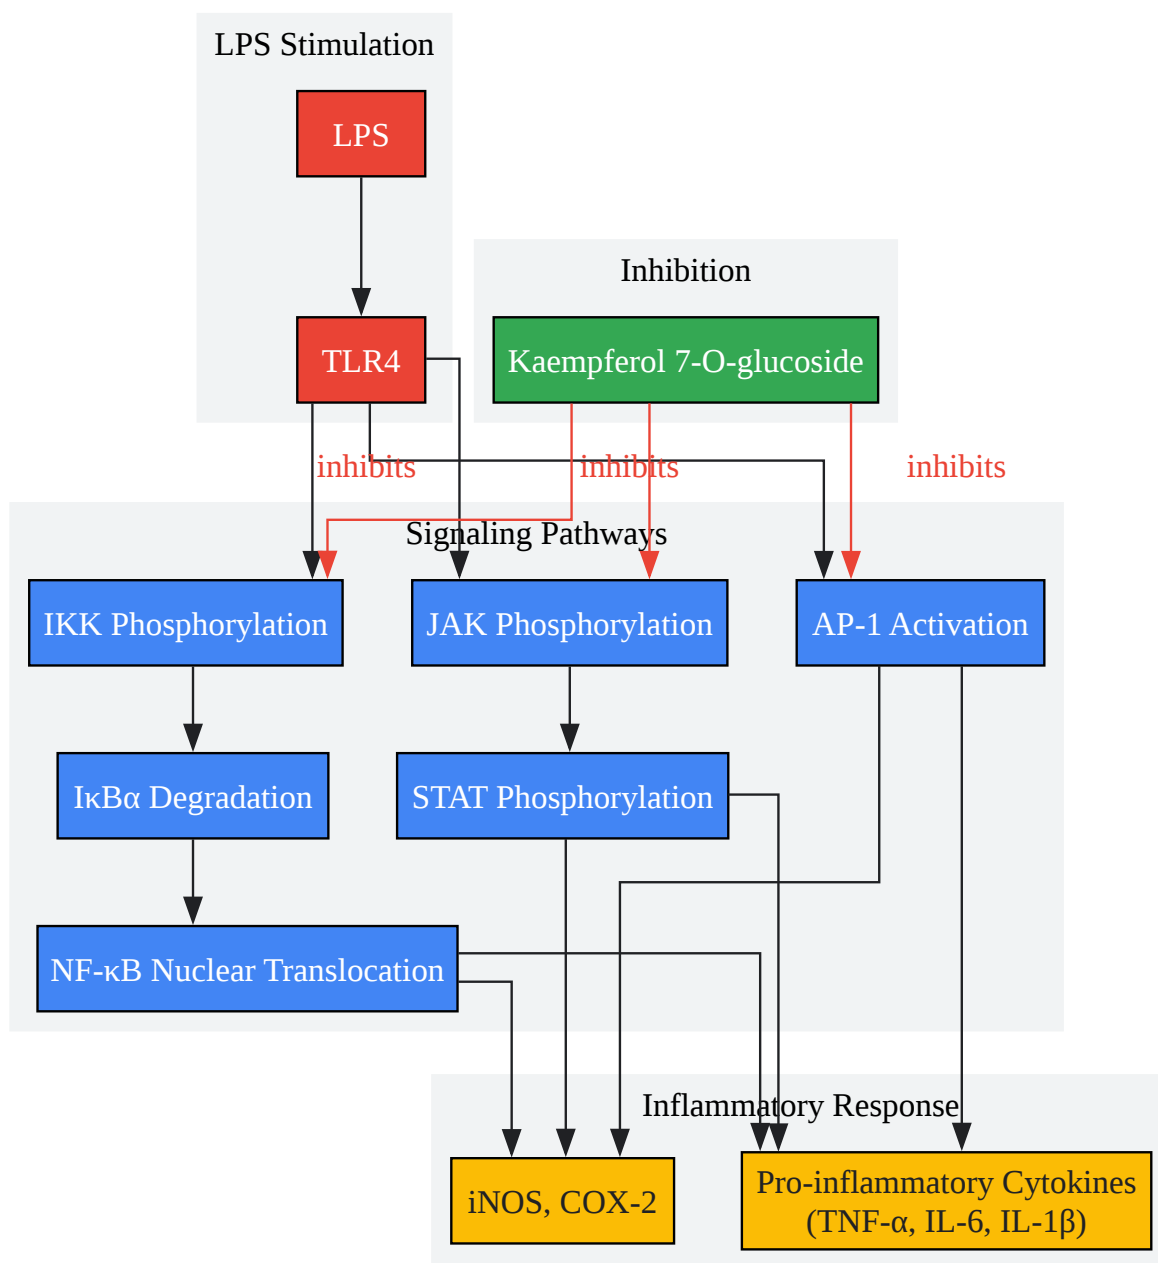 LPS Stimulation
LPS
Inhibition
TLR4
Kaempferol 7-O-glucoside
inhibits
inhibits
inhibits
Signaling Pathways
IKK Phosphorylation
JAK Phosphorylation
AP-1 Activation
IκBα Degradation
STAT Phosphorylation
NF-κB Nuclear Translocation
Inflammatory Response
iNOS, COX-2
Pro-inflammatory Cytokines
(TNF-α, IL-6, IL-1β)